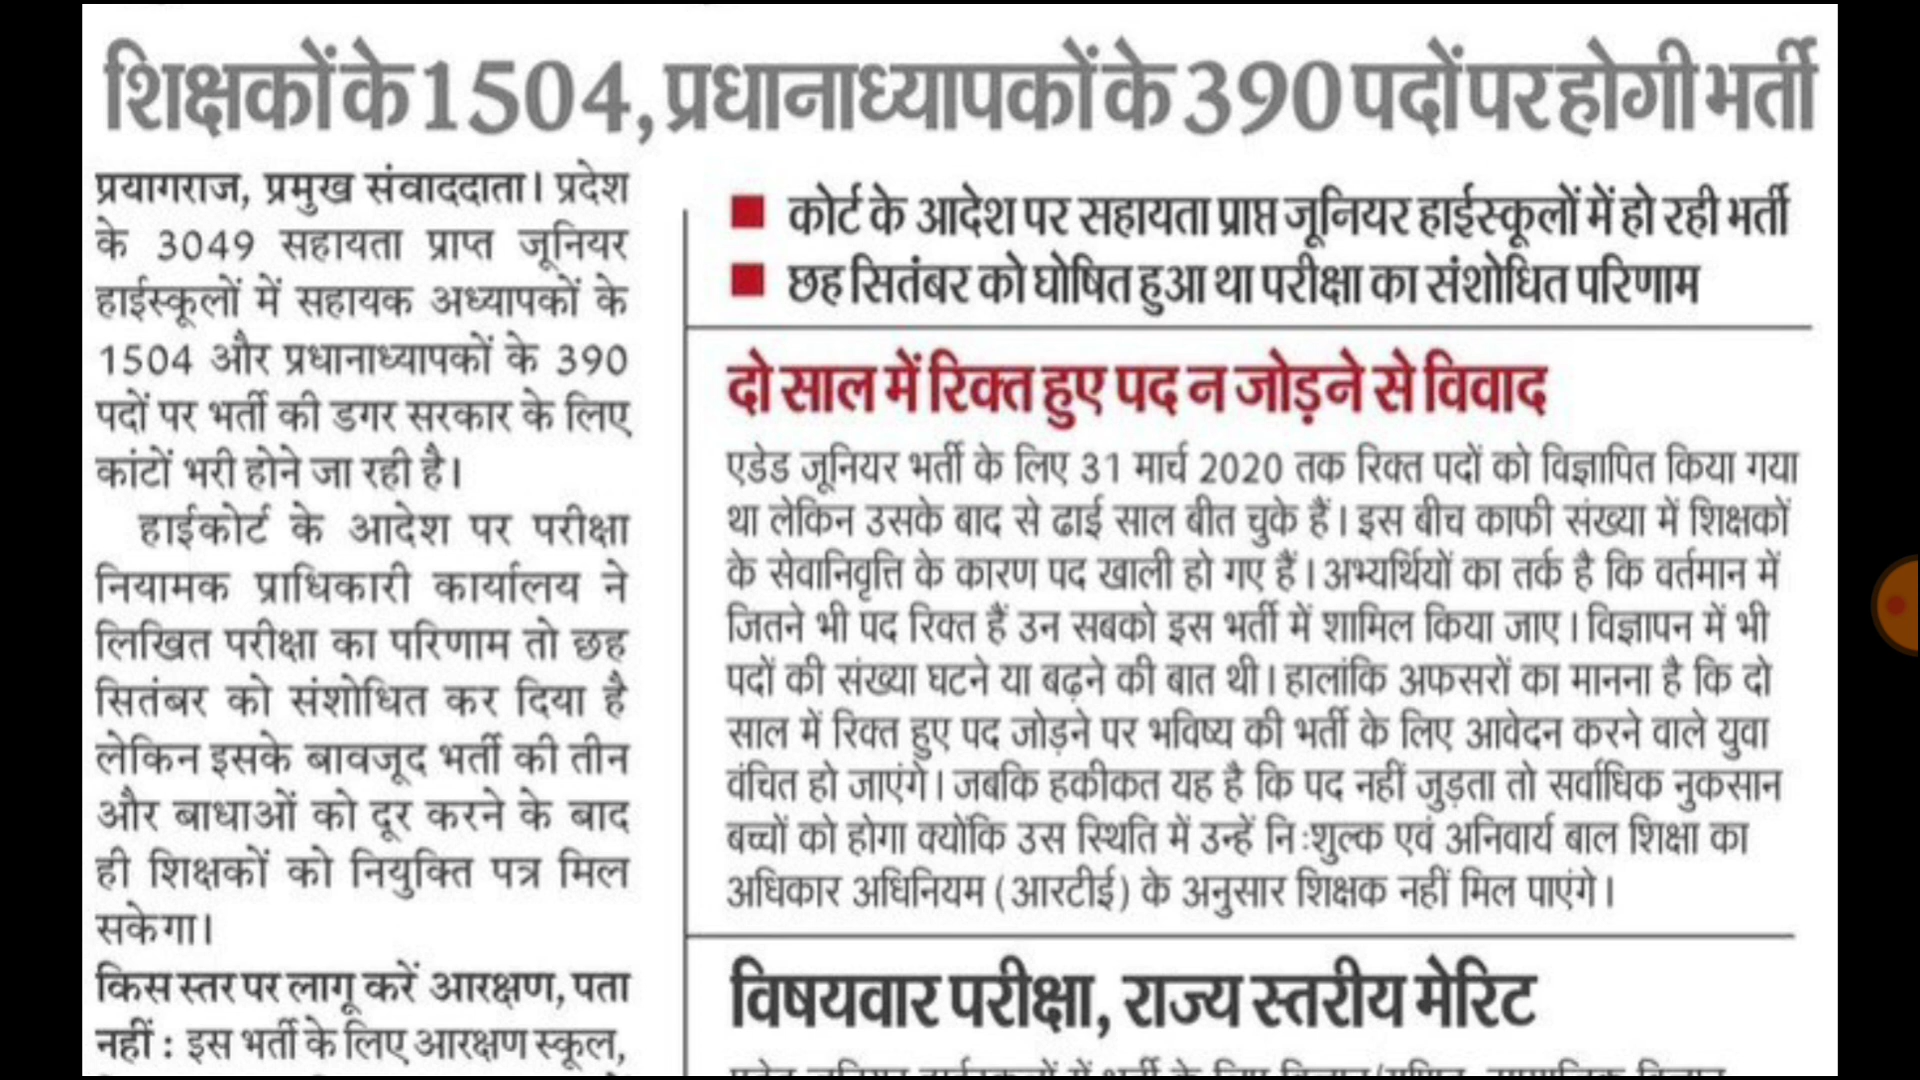 शिक्षकों के 1504, प्रधानाध्यापकों के 390 पदों पर होगी भर्ती
प्रयागराज, प्रमुख संवाददाता। प्रदेश
के 3049 सहायता प्राप्त जूनियर
हाईस्कूलों में सहायक अध्यापकों के
1504 और प्रधानाध्यापकों के 390
पदों पर भर्ती की डगर सरकार के लिए
कांटों भरी होने जा रही है।
हाईकोर्ट के आदेश पर परीक्षा
नियामक प्राधिकारी कार्यालय ने
लिखित परीक्षा का परिणाम तो छह
सितंबर को संशोधित कर दिया है
लेकिन इसके बावजूद भर्ती की तीन
और बाधाओं को दूर करने के बाद
ही शिक्षकों को नियुक्ति पत्र मिल
सकेगा।
किस स्तर पर लागू करें आरक्षण, पता
नहीं : इस भर्ती के लिए आरक्षण स्कूल,
कोर्ट के आदेश पर सहायता प्राप्त जूनियर हाईस्कूलों में हो रही भर्ती
छह सितंबर को घोषित हुआ था परीक्षा का संशोधित परिणाम
दो साल में रिक्त हुए पद न जोड़ने से विवाद
एडेड जूनियर भर्ती के लिए 31 मार्च 2020 तक रिक्त पदों को विज्ञापित किया गया
था लेकिन उसके बाद से ढाई साल बीत चुके हैं। इस बीच काफी संख्या में शिक्षकों
के सेवानिवृत्ति के कारण पद खाली हो गए हैं। अभ्यर्थियों का तर्क है कि वर्तमान में
जितने भी पद रिक्त हैं उन सबको इस भर्ती में शामिल किया जाए। विज्ञापन में भी
पदों की संख्या घटने या बढ़ने की बात थी। हालांकि अफसरों का मानना है कि दो
साल में रिक्त हुए पद जोड़ने पर भविष्य की भर्ती के लिए आवेदन करने वाले युवा
वंचित हो जाएंगे। जबकि हकीकत यह है कि पद नहीं जुड़ता तो सर्वाधिक नुकसान
बच्चों को होगा क्योंकि उस स्थिति में उन्हें नि:शुल्क एवं अनिवार्य बाल शिक्षा का
अधिकार अधिनियम (आरटीई) के अनुसार शिक्षक नहीं मिल पाएंगे।
विषयवार परीक्षा, राज्य स्तरीय मेरिट